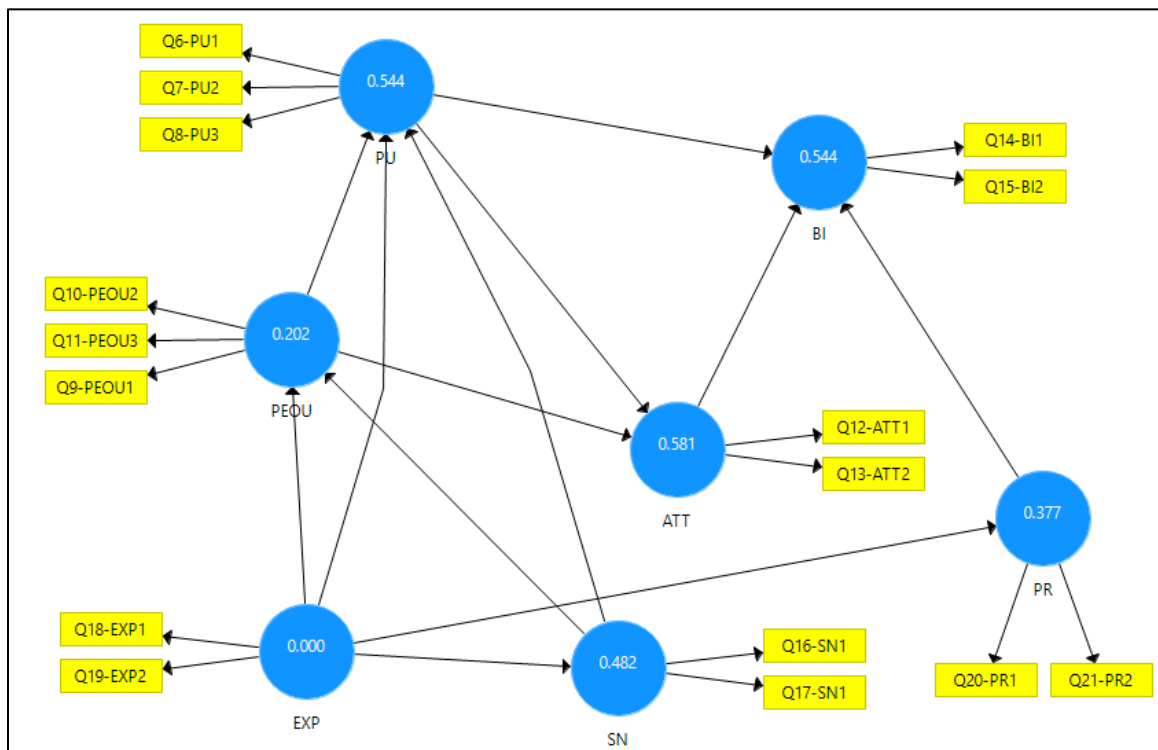 Q6-PU1
Q7-PU2
Q8-PU3
0.544
PU
0.544
BI
Q14-BI1
Q15-BI2
Q10-PEOU2
Q11-PEOU3
Q9-PEOU1
0.202
PEOU
0.581
ATT
Q12-ATT1
Q13-ATT2
0.377
PR
Q20-PR1
Q21-PR2
Q18-EXP1
Q19-EXP2
0.000
EXP
0.482
SN
Q16-SN1
Q17-SN1